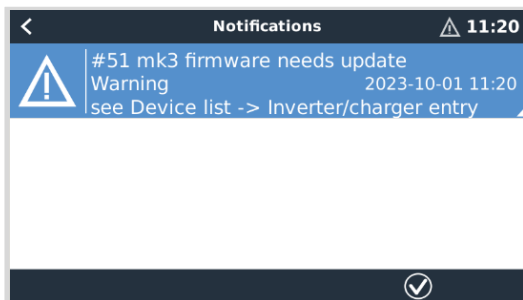 Notifications
11:20
#51 mk3 firmware needs update
Warning
2023-10-01 11:20
see Device list -> Inverter/charger entry